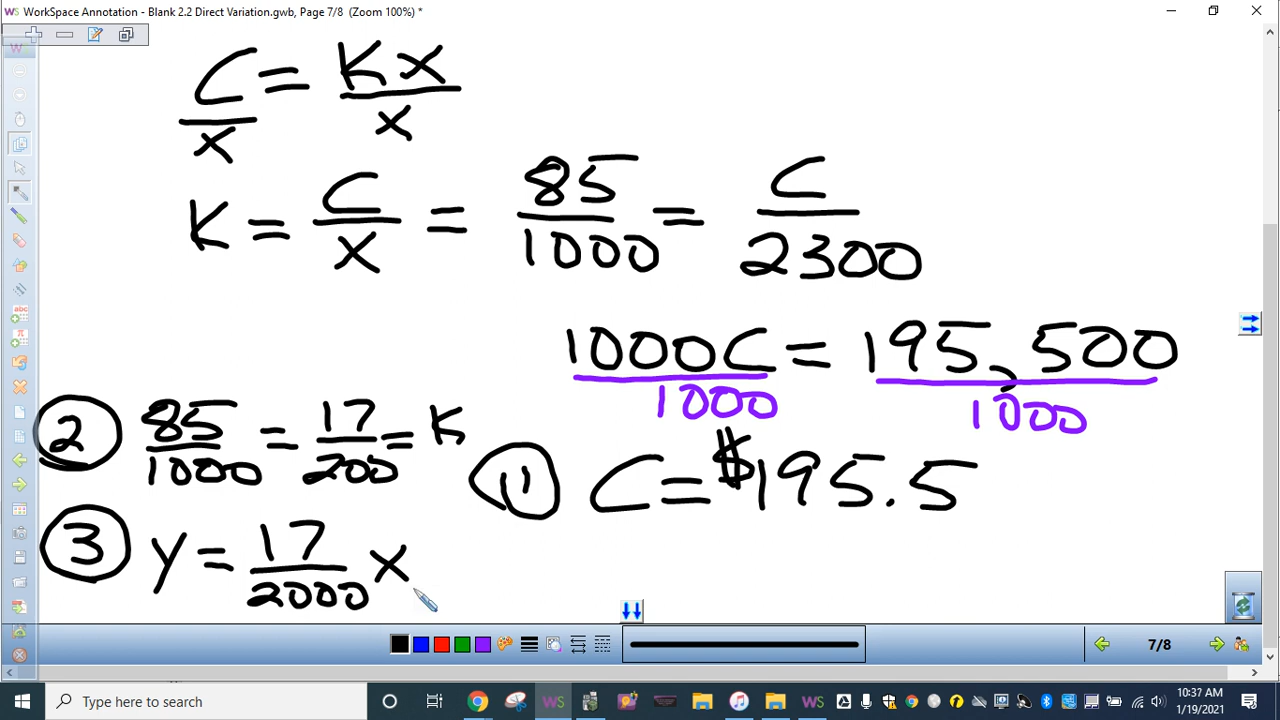 WorkSpace Annotation - Blank 2.2 Direct Variation.gwb, Page 7/8 (Zoom 100%) *
C/x = Kx/x
K = C/x = 85/1000 = C/2300
1000C = 195,500
1000 1000
② 85/1000 = 17/200 = K
① C = $195.5
③ y = 17/2000 x
7/8
Type here to search
10:37 AM
1/19/2021